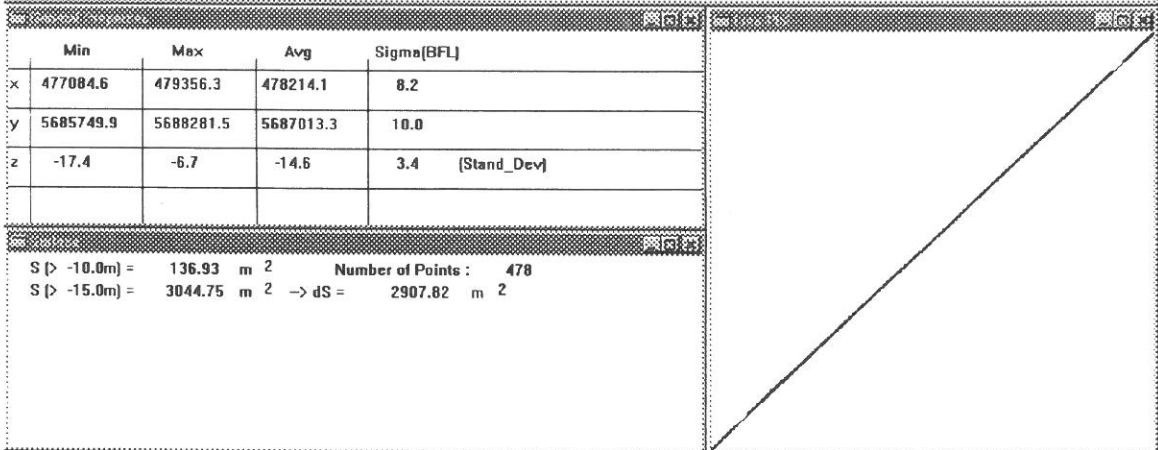 Min Max Avg Sigma(BFL)
x 477084.6 479356.3 478214.1 8.2
y 5685749.9 5688281.5 5687013.3 10.0
z -17.4 -6.7 -14.6 3.4 (Stand_Dev)
S (> -10.0m) = 136.93 m 2 Number of Points : 478
S (> -15.0m) = 3044.75 m 2 -> dS = 2907.82 m 2